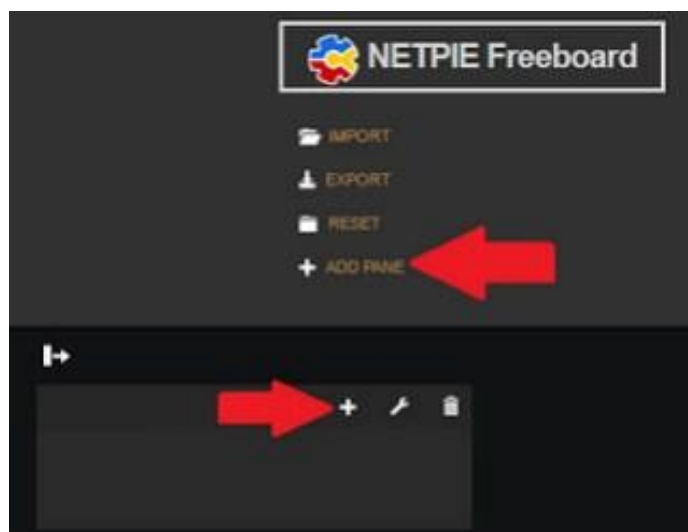 NETPIE Freeboard
IMPORT
EXPORT
RESET
ADD PANE